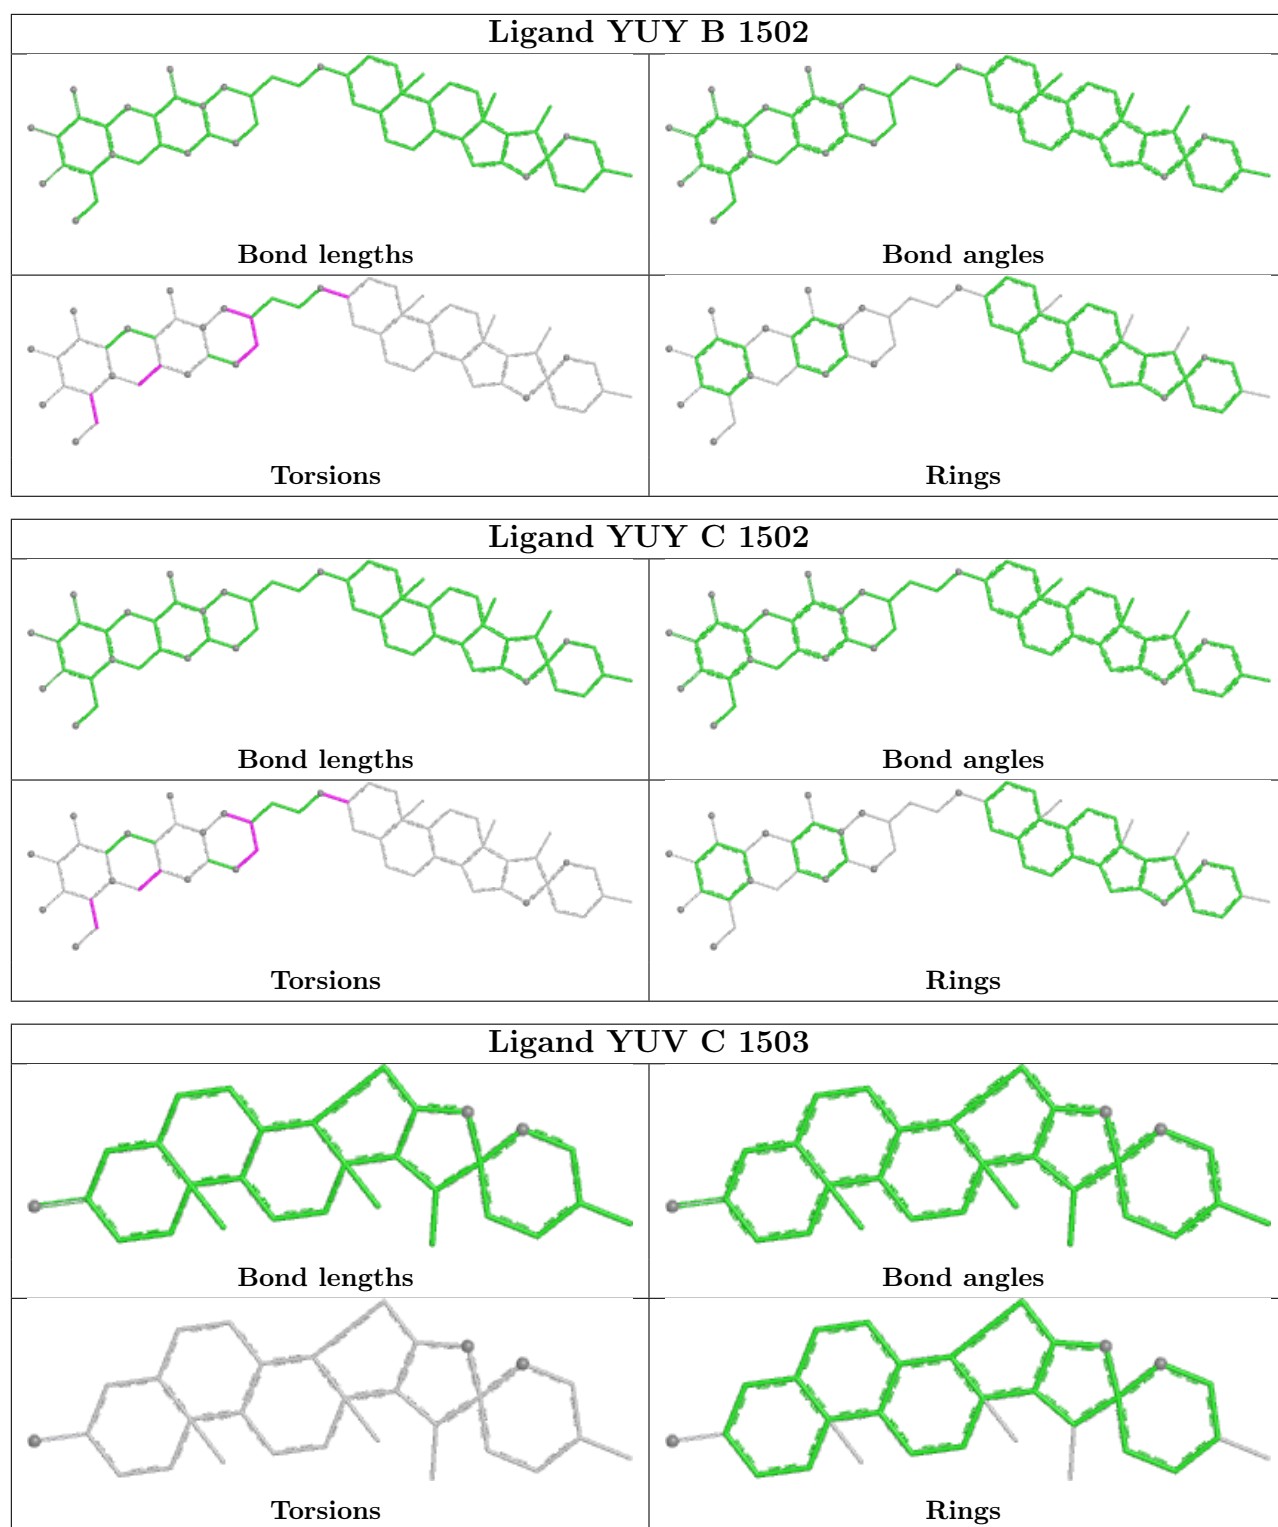 Ligand YUY B 1502
Bond lengths
Bond angles
Torsions
Rings
Ligand YUY C 1502
Bond lengths
Bond angles
Torsions
Rings
Ligand YUV C 1503
Bond lengths
Bond angles
Torsions
Rings